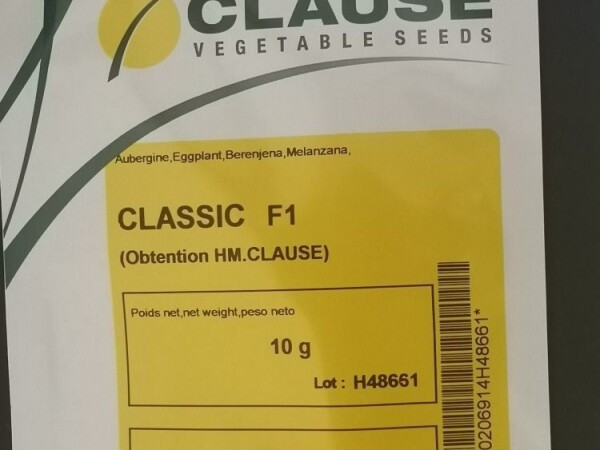 CLAUSE
VEGETABLE SEEDS
Aubergine,Eggplant,Berenjena,Melanzana,
CLASSIC F1
(Obtention HM.CLAUSE)
Poids net,net weight,peso neto
10 g
Lot : H48661
0206914H48661*